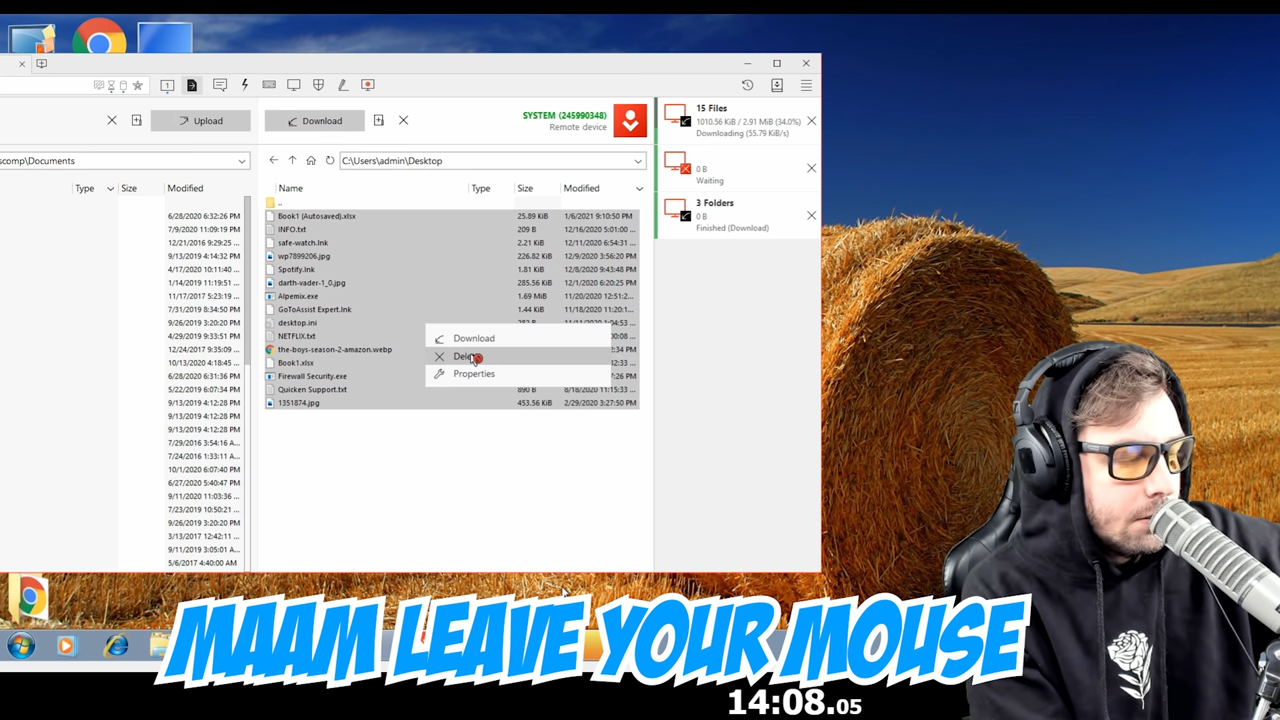 Upload
Download
SYSTEM (245990348)
Remote device
15 Files
1010.56 KiB / 2.91 MiB (34.0%)
Downloading (55.79 KiB/s)
0 B
Waiting
3 Folders
0 B
Finished (Download)
scomp\Documents
C:\Users\admin\Desktop
Type Size Modified
Name Type Size Modified
..
6/28/2020 6:32:26 PM
7/9/2020 11:09:19 PM
12/21/2016 9:29:25 ...
9/13/2019 4:14:32 PM
4/17/2020 10:11:40 ...
1/14/2019 11:19:51 ...
11/17/2017 5:23:19 ...
7/31/2019 8:34:50 PM
9/26/2019 3:20:20 PM
4/29/2019 9:33:51 PM
12/24/2017 9:35:09 ...
10/13/2020 4:18:45 ...
6/28/2020 6:31:36 PM
5/22/2019 6:07:34 PM
9/13/2019 4:12:28 PM
9/13/2019 4:12:28 PM
9/13/2019 4:12:28 PM
7/29/2016 3:54:16 A...
7/24/2016 1:33:11 A...
10/1/2020 6:07:40 PM
6/27/2020 5:40:47 PM
9/11/2020 11:03:36 ...
7/23/2019 10:50:21 ...
9/26/2019 3:20:20 PM
3/13/2017 12:42:11 ...
9/11/2019 3:05:01 A...
5/6/2017 4:40:00 AM
Book1 (Autosaved).xlsx 25.89 KiB 1/6/2021 9:10:50 PM
INFO.txt 209 B 12/16/2020 5:01:00 ...
safe-watch.lnk 2.21 KiB 12/11/2020 6:54:31 ...
wp7899206.jpg 226.82 KiB 12/9/2020 3:56:20 PM
Spotify.lnk 1.81 KiB 12/8/2020 9:43:48 PM
darth-vader-1_0.jpg 285.56 KiB 12/1/2020 6:20:25 PM
Alpemix.exe 1.69 MiB 11/20/2020 12:51:2...
GoToAssist Expert.lnk 1.44 KiB 11/18/2020 11:20:1...
desktop.ini
NETFLIX.txt
the-boys-season-2-amazon.webp
Book1.xlsx
Firewall Security.exe
Quicken Support.txt 890 B 8/18/2020 11:15:33 ...
1351874.jpg 453.56 KiB 2/29/2020 3:27:50 PM
Download
Properties
MAAM LEAVE YOUR MOUSE
14:08.05